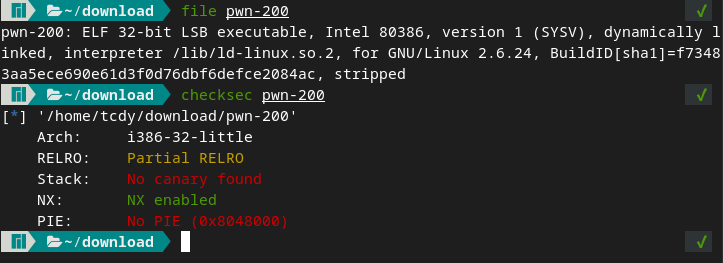 ~/download file pwn-200 ✓
pwn-200: ELF 32-bit LSB executable, Intel 80386, version 1 (SYSV), dynamically l
inked, interpreter /lib/ld-linux.so.2, for GNU/Linux 2.6.24, BuildID[sha1]=f7348
3aa5ece690e61d3f0d76dbf6defce2084ac, stripped
~/download checksec pwn-200 ✓
[*] '/home/tcdy/download/pwn-200'
Arch: i386-32-little
RELRO: Partial RELRO
Stack: No canary found
NX: NX enabled
PIE: No PIE (0x8048000)
~/download ✓